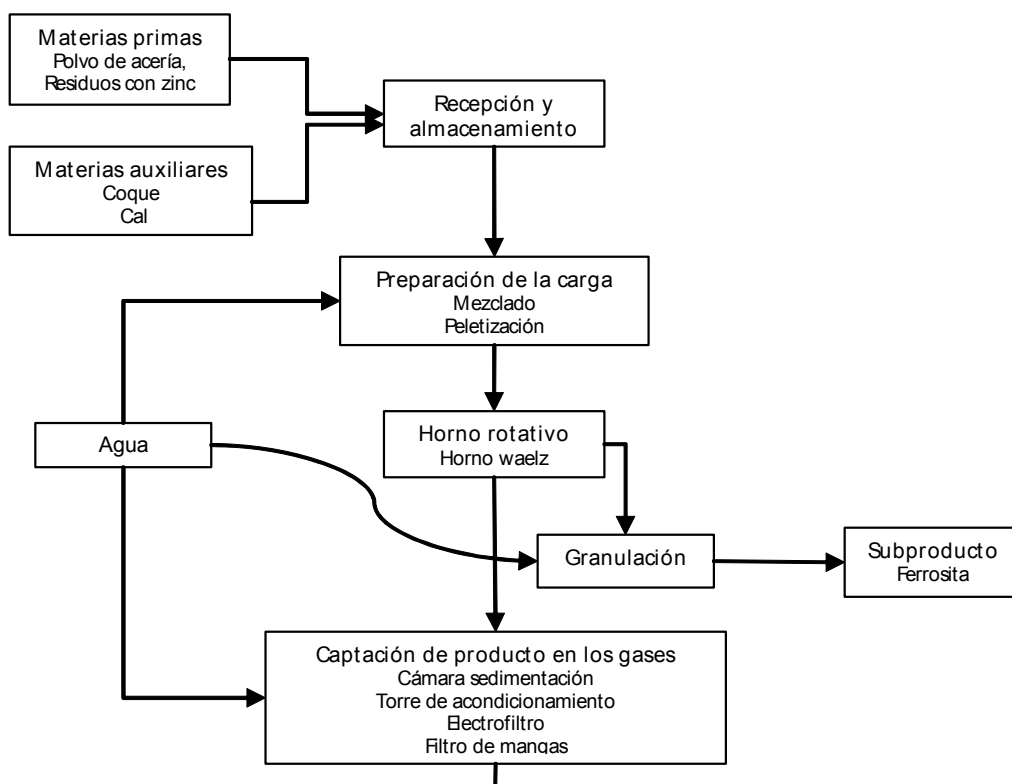 Materias primas
Polvo de acería,
Residuos con zinc
Recepción y
almacenamiento
Materias auxiliares
Coque
Cal
Preparación de la carga
Mezclado
Peletización
Agua
Horno rotativo
Horno waelz
Granulación
Subproducto
Ferrosita
Captación de producto en los gases
Cámara sedimentación
Torre de acondicionamiento
Electrofiltro
Filtro de mangas